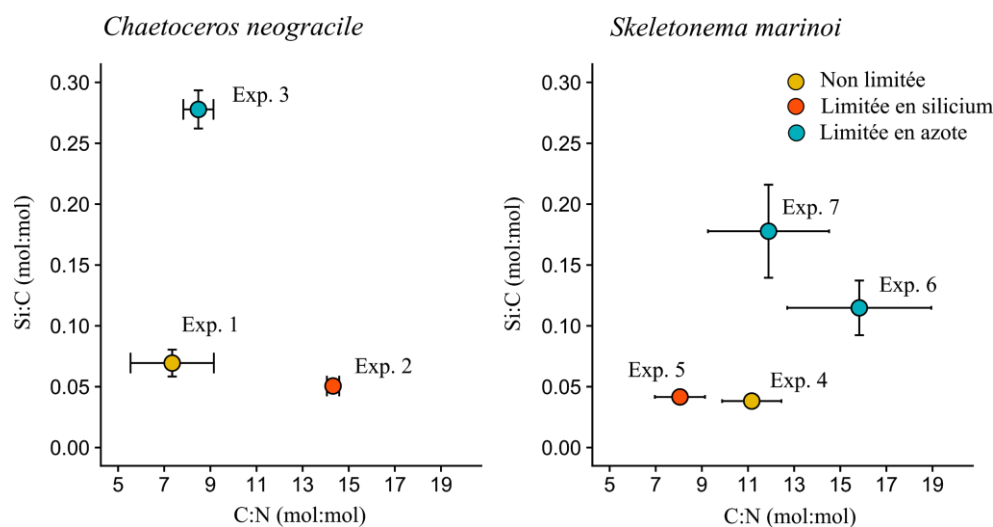 Chaetoceros neogracile
Skeletonema marinoi
Si:C (mol:mol)
0.30
0.25
0.20
0.15
0.10
0.05
0.00
Exp. 3
Exp. 1
Exp. 2
5 7 9 11 13 15 17 19
C:N (mol:mol)
Si:C (mol:mol)
0.30
0.25
0.20
0.15
0.10
0.05
0.00
Non limitée
Limitée en silicium
Limitée en azote
Exp. 7
Exp. 6
Exp. 5
Exp. 4
5 7 9 11 13 15 17 19
C:N (mol:mol)